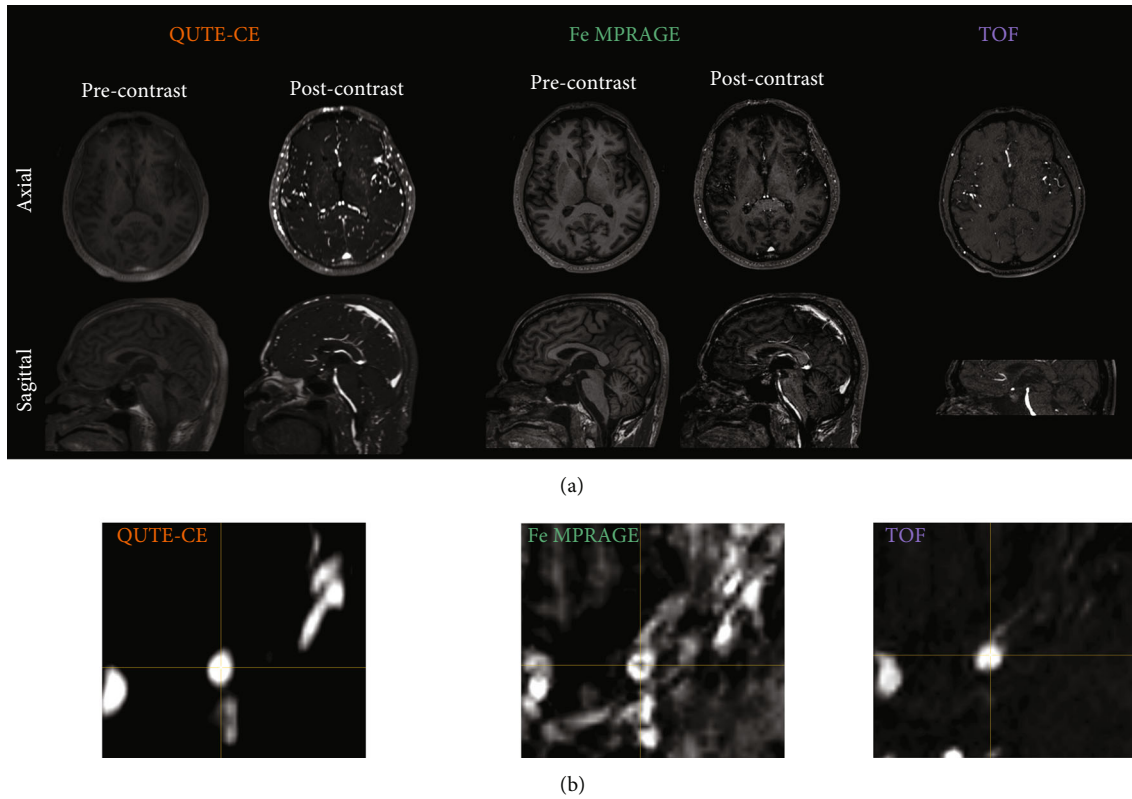 QUTE-CE Fe MPRAGE TOF
Pre-contrast Post-contrast Pre-contrast Post-contrast
Axial
Sagittal
(a)
QUTE-CE Fe MPRAGE TOF
(b)